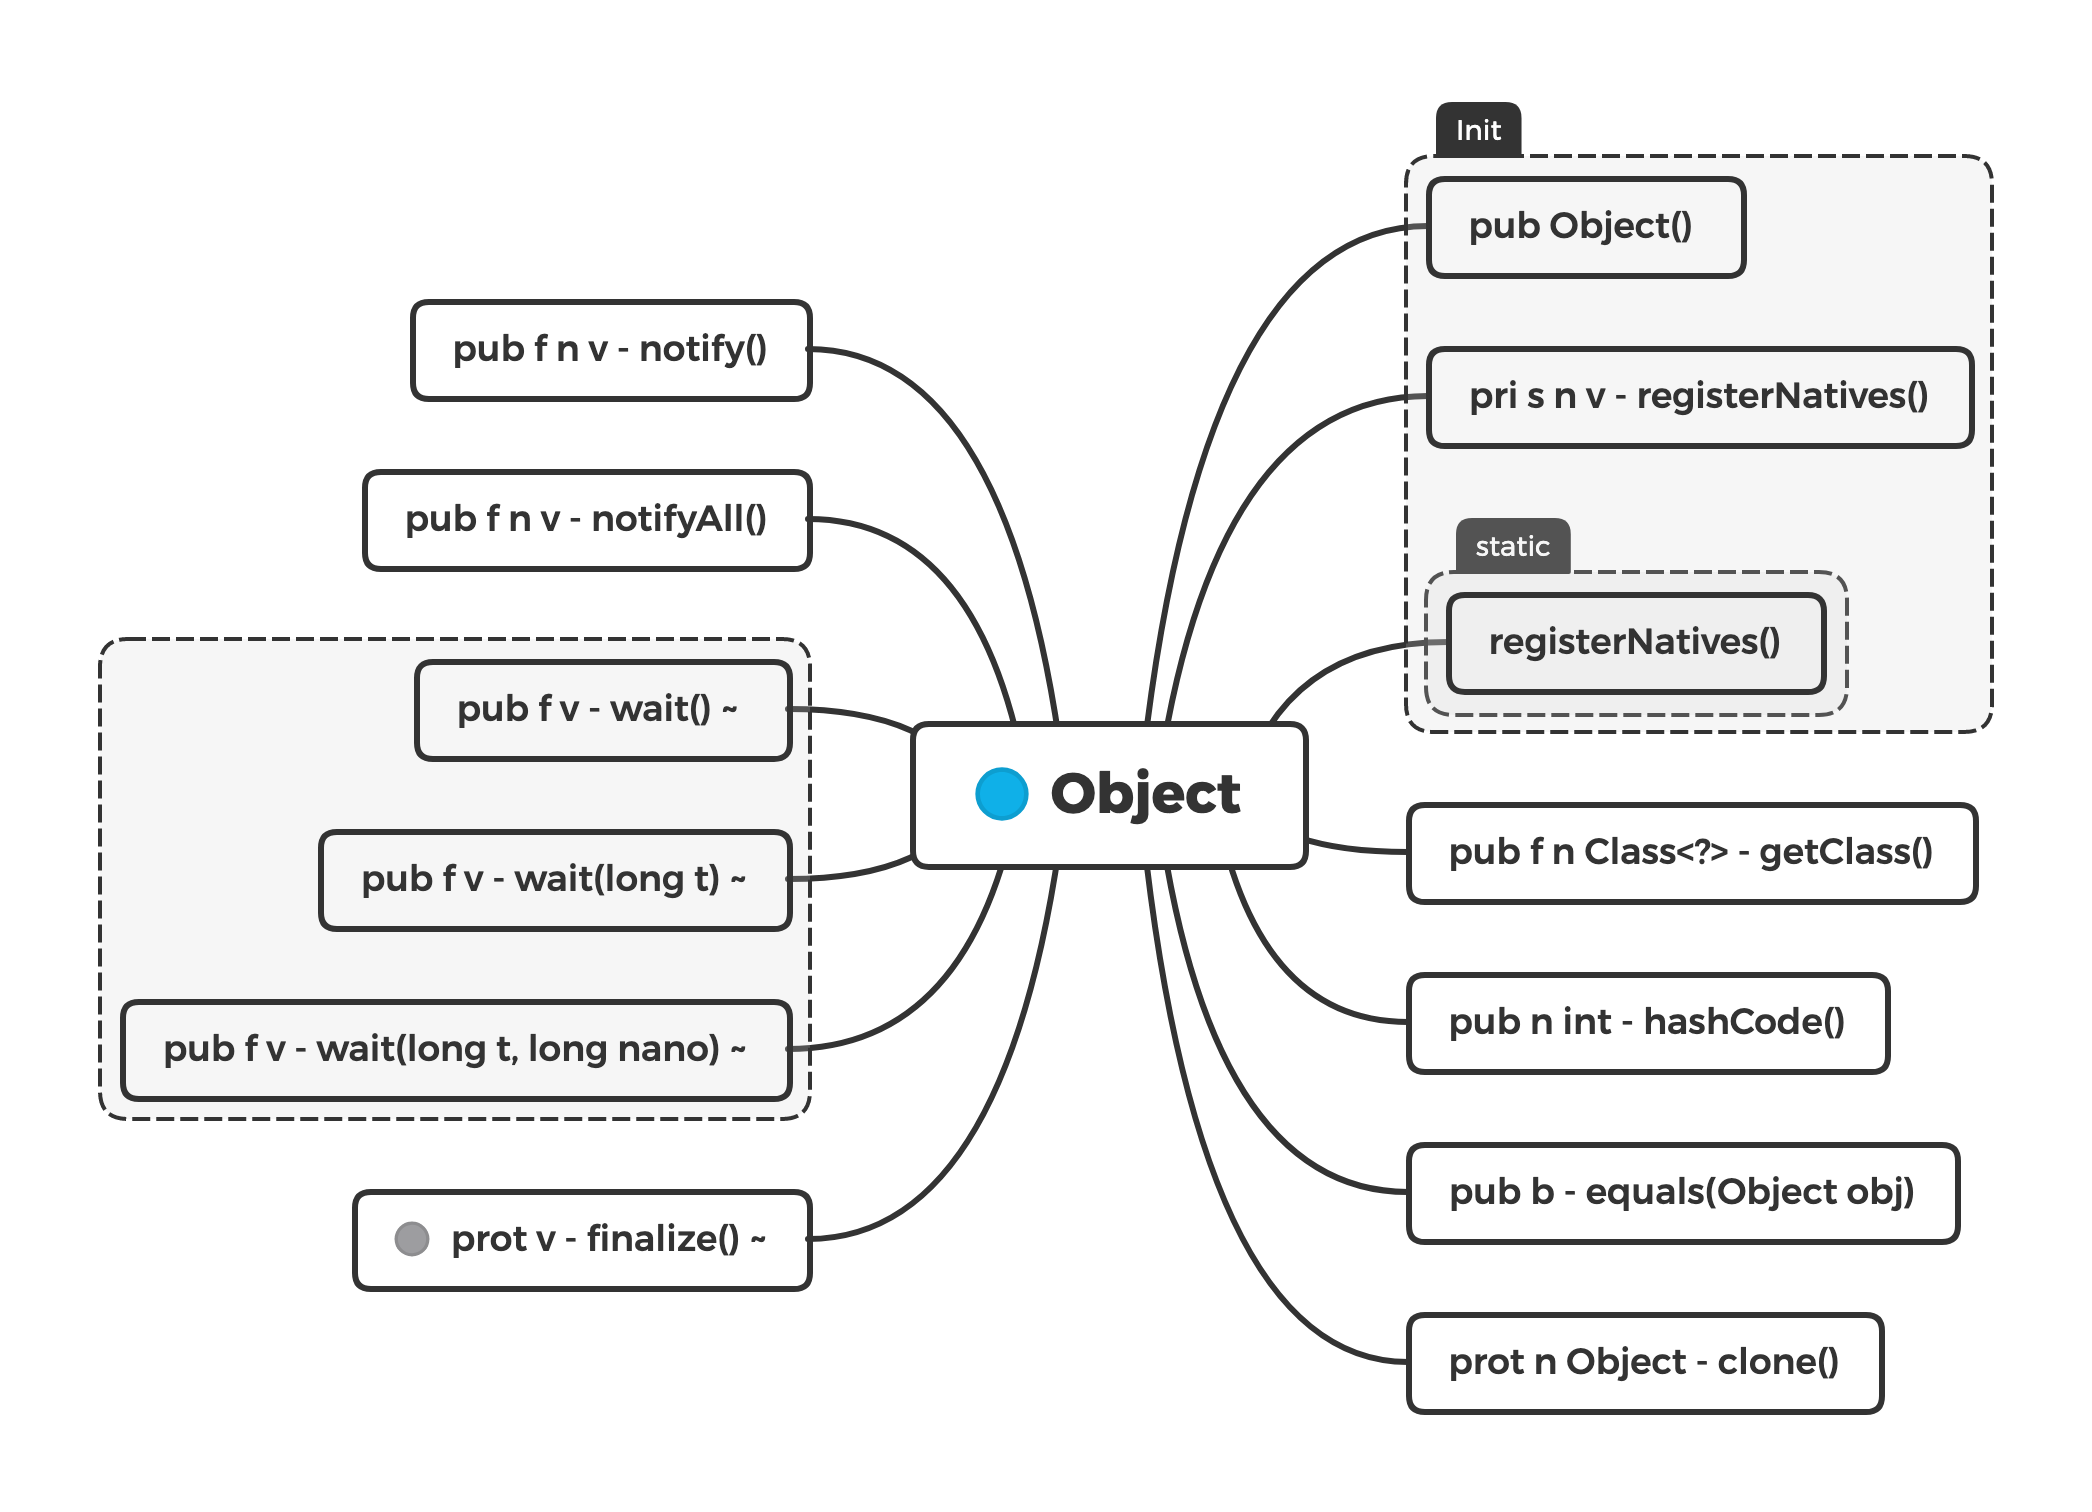 Init
pub Object()
pub f n v - notify()
pri s n v - registerNatives()
pub f n v - notifyAll()
static
registerNatives()
pub f v - wait() ~
Object
pub f v - wait(long t) ~
pub f n Class<?> - getClass()
pub n int - hashCode()
pub f v - wait(long t, long nano) ~
pub b - equals(Object obj)
prot v - finalize() ~
prot n Object - clone()